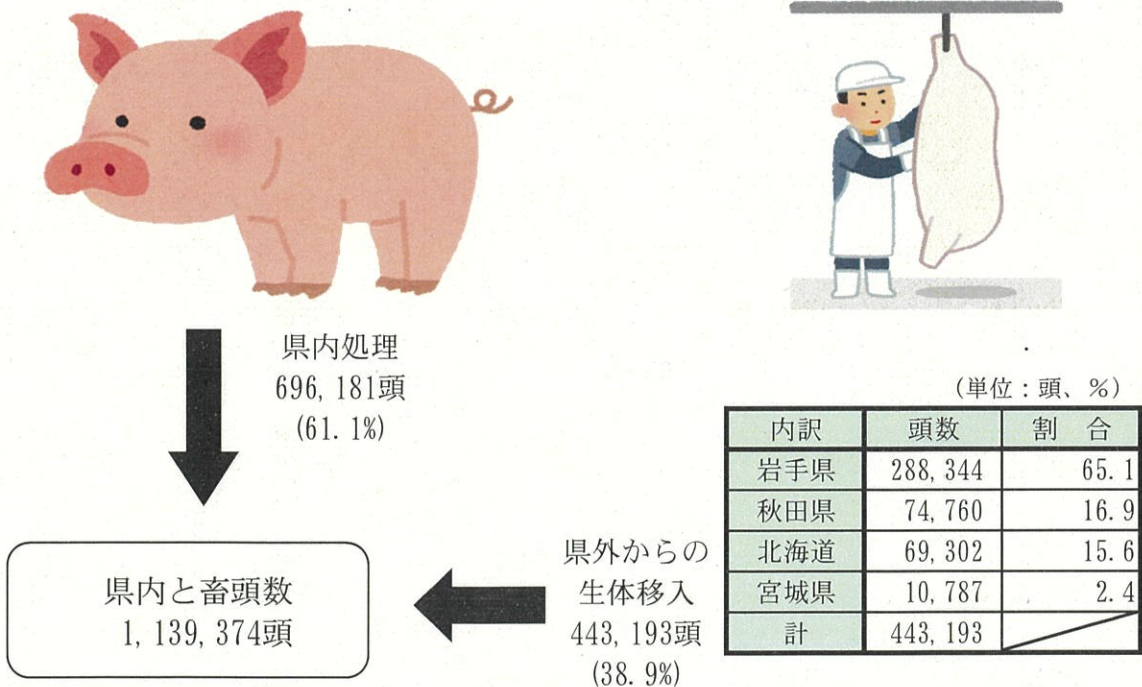 県内処理
696,181頭
(61.1%)
(単位：頭、%)
内訳 頭数 割 合
岩手県 288,344 65.1
秋田県 74,760 16.9
北海道 69,302 15.6
宮城県 10,787 2.4
計 443,193
県外からの
生体移入
443,193頭
(38.9%)
県内と畜頭数
1,139,374頭